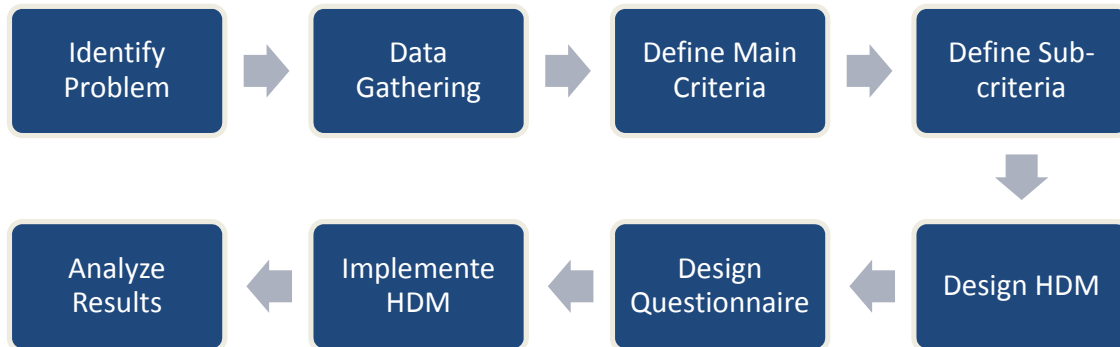 Identify
Problem
Data
Gathering
Define Main
Criteria
Define Sub-
criteria
Design HDM
Design
Questionnaire
Implemente
HDM
Analyze
Results